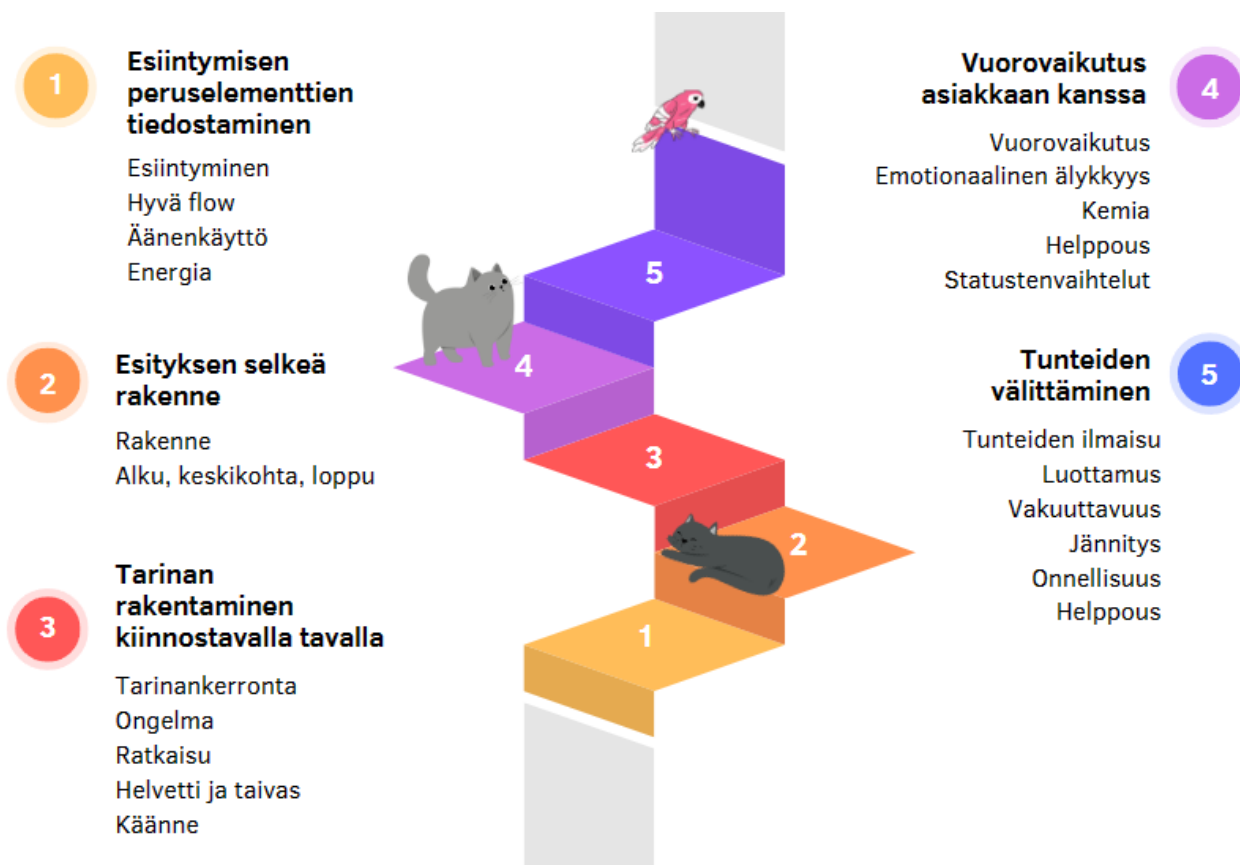 1
Esiintymisen
peruselementtien
tiedostaminen
Esiintyminen
Hyvä flow
Äänenkäyttö
Energia
2
Esityksen selkeä
rakenne
Rakenne
Alku, keskikohta, loppu
3
Tarinan
rakentaminen
kiinnostavalla tavalla
Tarinankerronta
Ongelma
Ratkaisu
Helvetti ja taivas
Käänne
5
4
3
2
1
Vuorovaikutus
asiakkaan kanssa
4
Vuorovaikutus
Emotionaalinen älykkyys
Kemia
Helppous
Statustenvaihtelut
Tunteiden
välittäminen
5
Tunteiden ilmaisu
Luottamus
Vakuuttavuus
Jännitys
Onnellisuus
Helppous